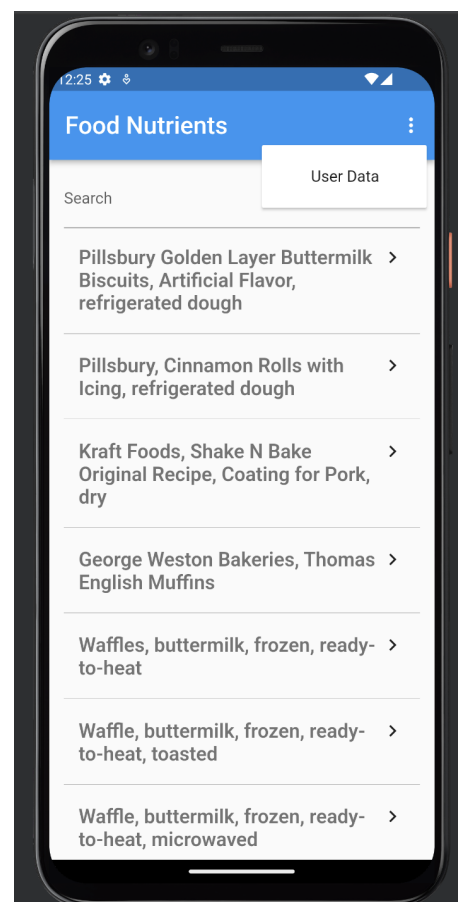 12:25
Food Nutrients
User Data
Search
Pillsbury Golden Layer Buttermilk
Biscuits, Artificial Flavor,
refrigerated dough
Pillsbury, Cinnamon Rolls with
Icing, refrigerated dough
Kraft Foods, Shake N Bake
Original Recipe, Coating for Pork,
dry
George Weston Bakeries, Thomas
English Muffins
Waffles, buttermilk, frozen, ready-
to-heat
Waffle, buttermilk, frozen, ready-
to-heat, toasted
Waffle, buttermilk, frozen, ready-
to-heat, microwaved